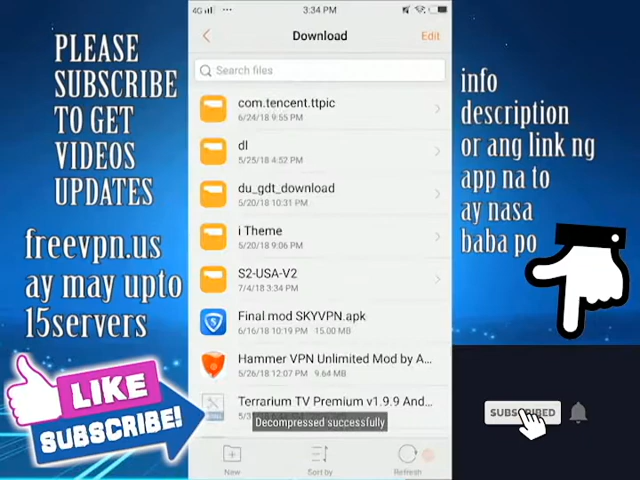 PLEASE
SUBSCRIBE
TO GET
VIDEOS
UPDATES
freevpn.us
ay may upto
15servers
LIKE
SUBSCRIBE!
4G
3:34 PM
Download
Edit
Search files
com.tencent.ttpic
6/24/18 9:55 PM
dl
5/25/18 4:52 PM
du_gdt_download
5/20/18 10:31 PM
i Theme
5/20/18 9:06 PM
S2-USA-V2
7/4/18 3:34 PM
Final mod SKYVPN.apk
6/16/18 10:19 PM 15.00 MB
Hammer VPN Unlimited Mod by A...
5/26/18 12:07 PM 9.64 MB
Terrarium TV Premium v1.9.9 And...
Decompressed successfully
New
Sort by
Refresh
info
description
or ang link ng
app na to
ay nasa
baba po
SUBSCRIBED